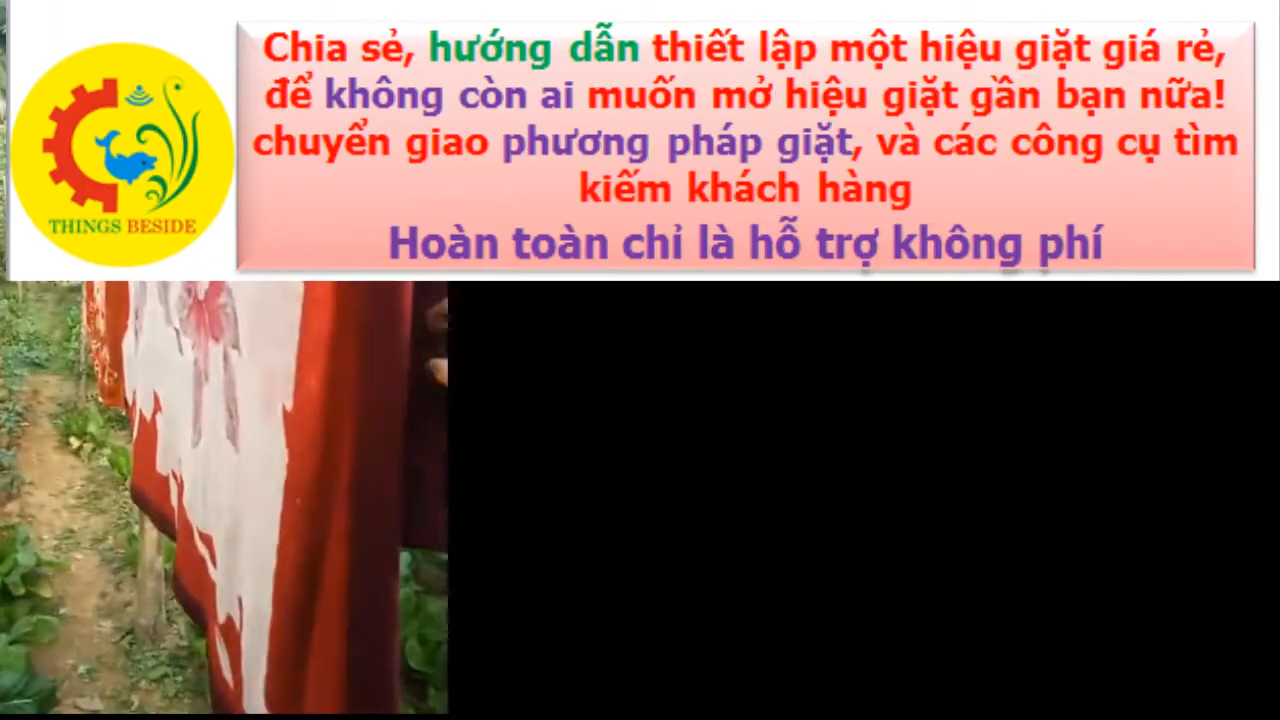 Chia sẻ, hướng dẫn thiết lập một hiệu giặt giá rẻ,
để không còn ai muốn mở hiệu giặt gần bạn nữa!
chuyển giao phương pháp giặt, và các công cụ tìm
kiếm khách hàng
Hoàn toàn chỉ là hỗ trợ không phí
THINGS BESIDE